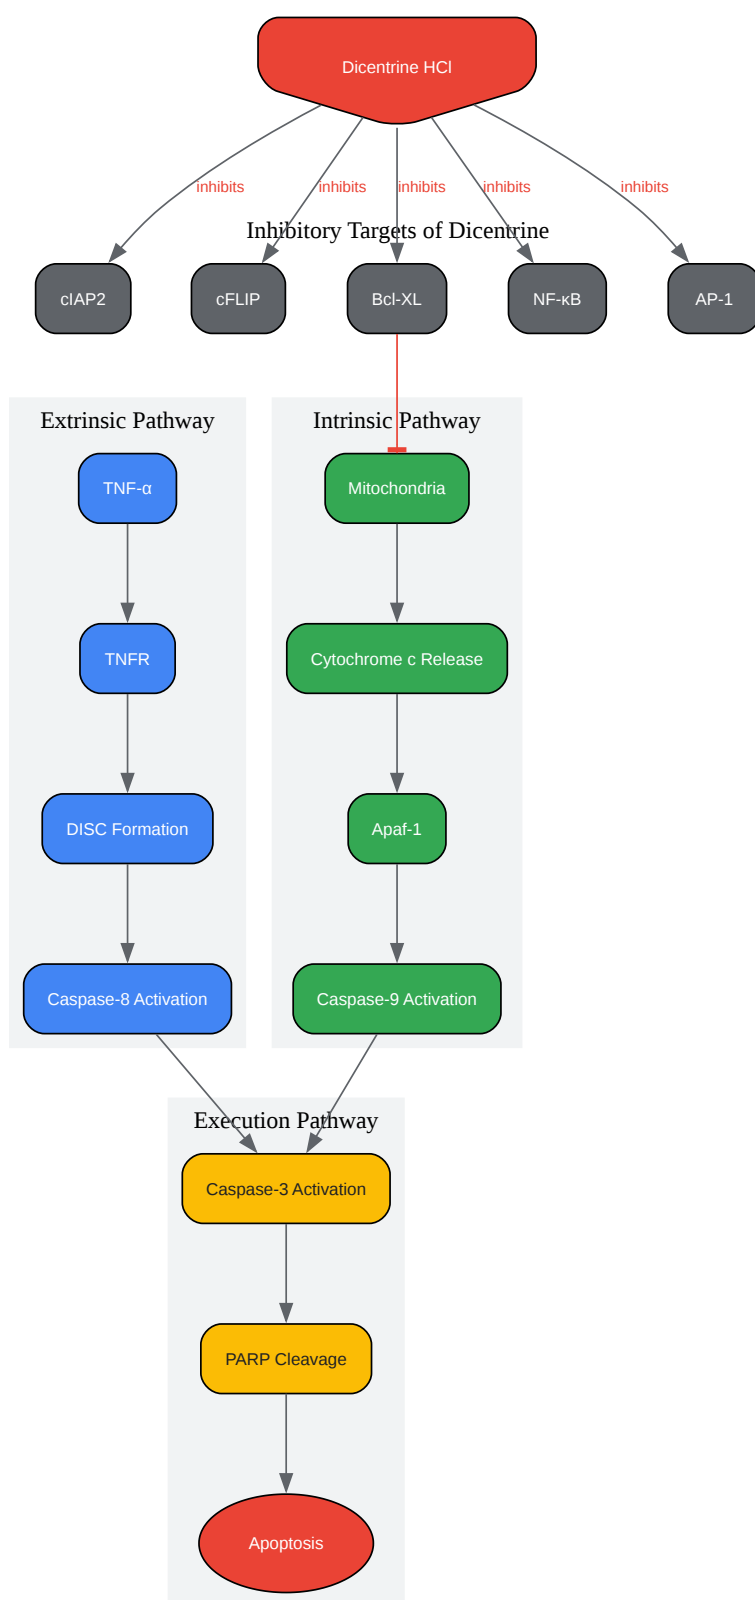 Dicentrine HCl
inhibits
inhibits
inhibits
inhibits
inhibits
Inhibitory Targets of Dicentrine
cIAP2
cFLIP
Bcl-XL
NF-κB
AP-1
Extrinsic Pathway
Intrinsic Pathway
TNF-α
Mitochondria
TNFR
Cytochrome c Release
DISC Formation
Apaf-1
Caspase-8 Activation
Caspase-9 Activation
Execution Pathway
Caspase-3 Activation
PARP Cleavage
Apoptosis